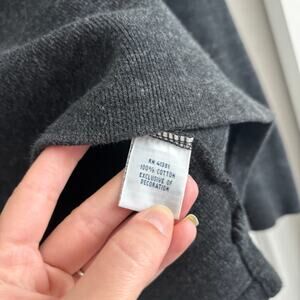 RN 41381
100% COTTON
EXCLUSIVE OF
DECORATION